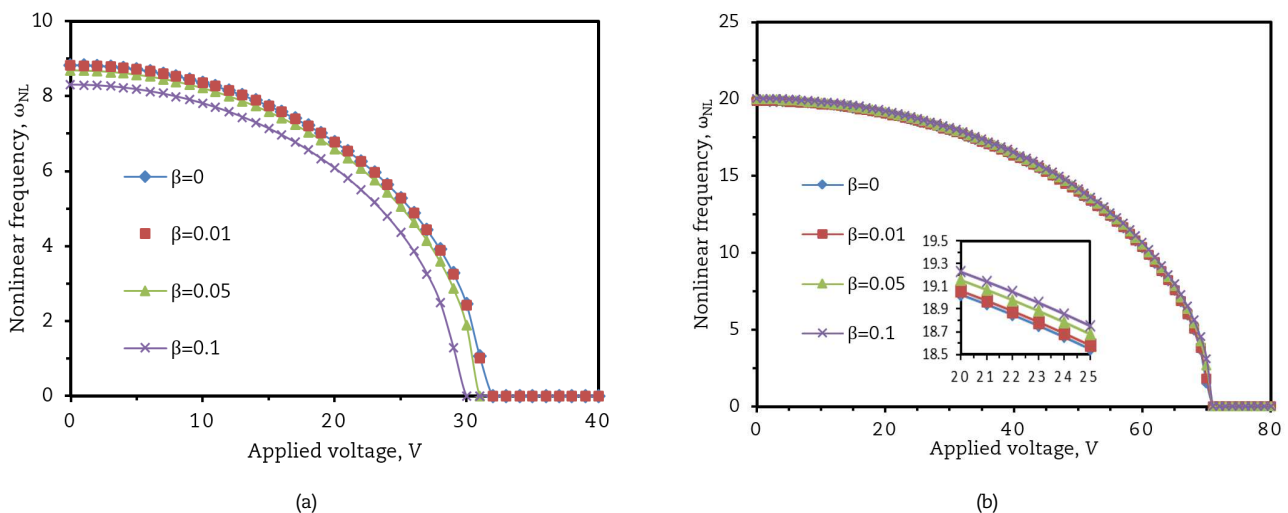 10
8
6
4
2
0
Nonlinear frequency, ω_NL
β=0
β=0.01
β=0.05
β=0.1
0 10 20 30 40
Applied voltage, V
(a)
25
20
15
10
5
0
Nonlinear frequency, ω_NL
β=0
β=0.01
β=0.05
β=0.1
19.5
19.3
19.1
18.9
18.7
18.5
20 21 22 23 24 25
0 20 40 60 80
Applied voltage, V
(b)